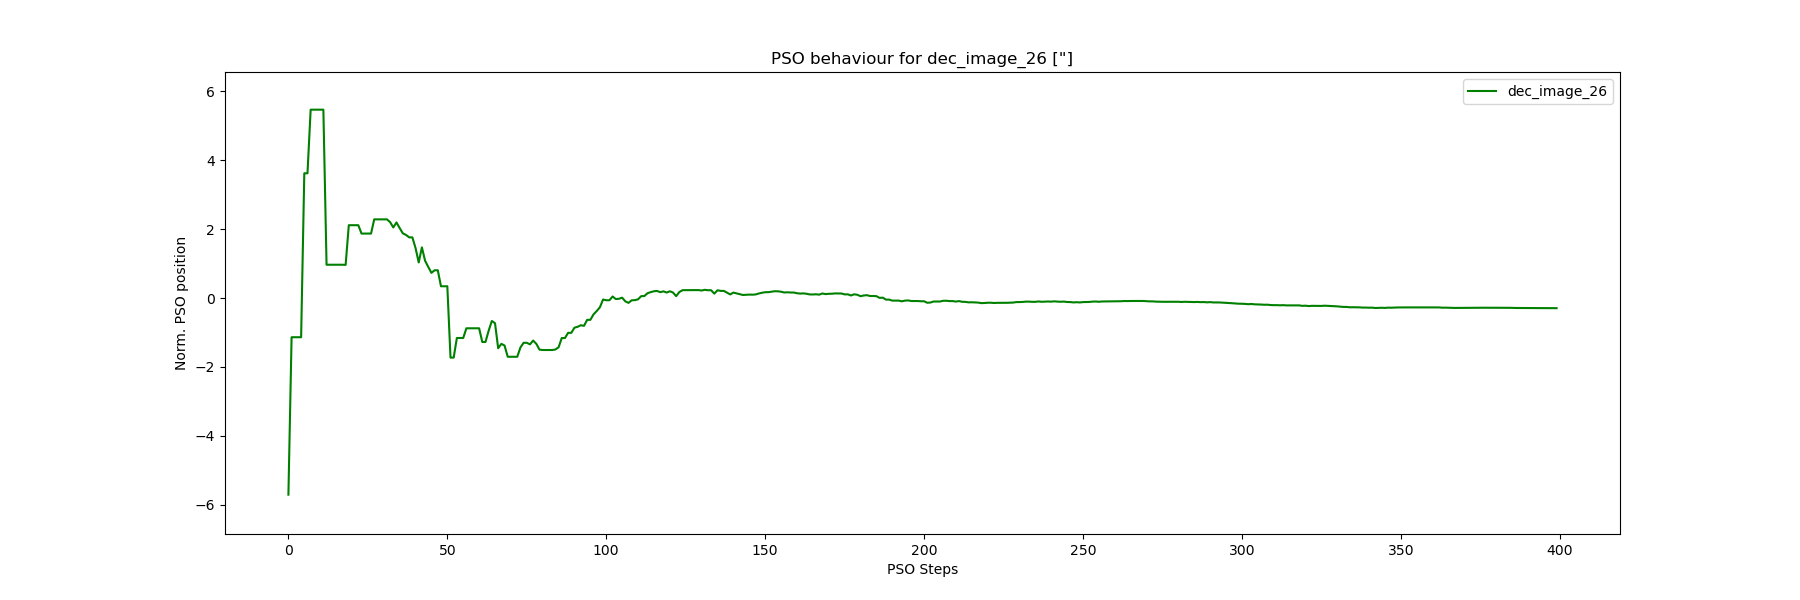 PSO behaviour for dec_image_26 ["]
dec_image_26
6
4
2
0
−2
−4
−6
Norm. PSO position
0 50 100 150 200 250 300 350 400
PSO Steps